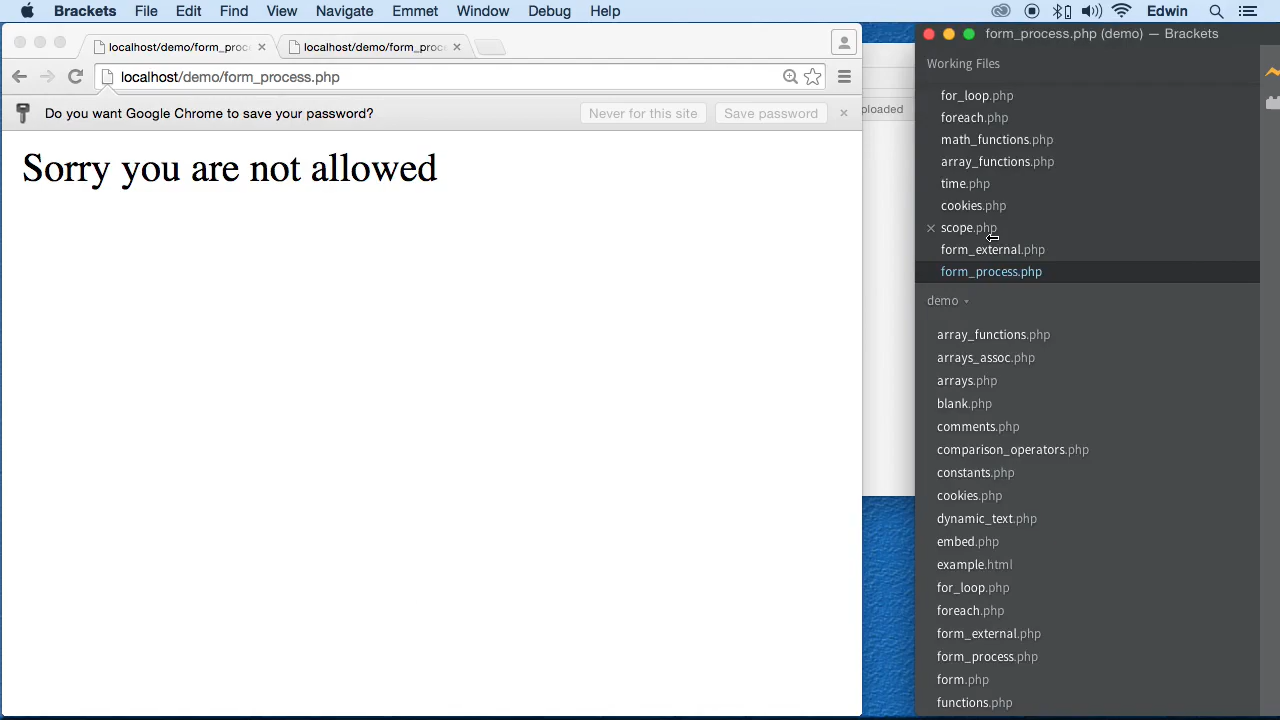 Brackets File Edit Find View Navigate Emmet Window Debug Help Edwin
localhost/demo/form_proc localhost/demo/form_proc
localhost/demo/form_process.php
Do you want Google Chrome to save your password? Never for this site Save password
Sorry you are not allowed
ploaded
form_process.php (demo) — Brackets
Working Files
for_loop.php
foreach.php
math_functions.php
array_functions.php
time.php
cookies.php
scope.php
form_external.php
form_process.php
demo
array_functions.php
arrays_assoc.php
arrays.php
blank.php
comments.php
comparison_operators.php
constants.php
cookies.php
dynamic_text.php
embed.php
example.html
for_loop.php
foreach.php
form_external.php
form_process.php
form.php
functions.php